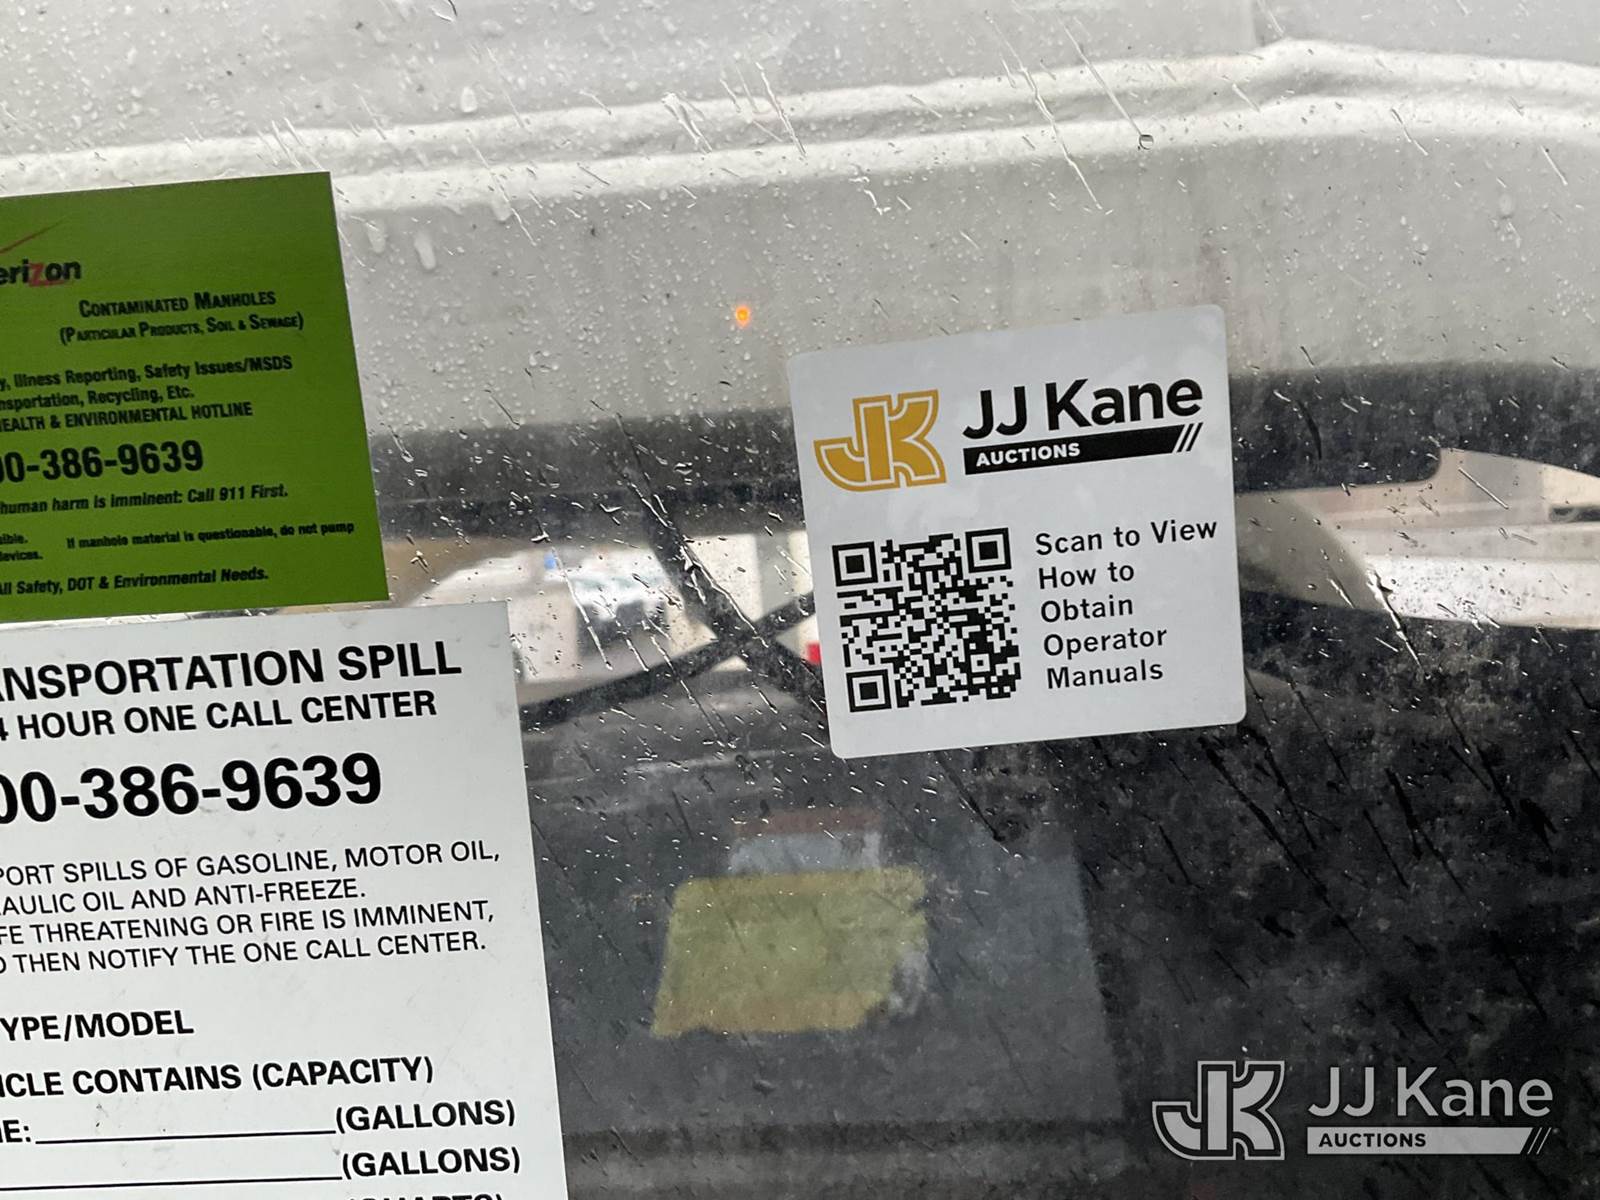 erizon
CONTAMINATED MANHOLES
(PARTICULAR PRODUCTS, SOIL & SEWAGE)
y, Illness Reporting, Safety Issues/MSDS
nsportation, Recycling, Etc.
HEALTH & ENVIRONMENTAL HOTLINE
00-386-9639
human harm is imminent: Call 911 First.
sible. If manhole material is questionable, do not pump
devices.
All Safety, DOT & Environmental Needs.
ANSPORTATION SPILL
4 HOUR ONE CALL CENTER
00-386-9639
PORT SPILLS OF GASOLINE, MOTOR OIL,
AULIC OIL AND ANTI-FREEZE.
FE THREATENING OR FIRE IS IMMINENT,
D THEN NOTIFY THE ONE CALL CENTER.
YPE/MODEL
ICLE CONTAINS (CAPACITY)
E: (GALLONS)
(GALLONS)
(QUARTS)
JK JJ Kane
AUCTIONS
Scan to View
How to
Obtain
Operator
Manuals
JK JJ Kane
AUCTIONS